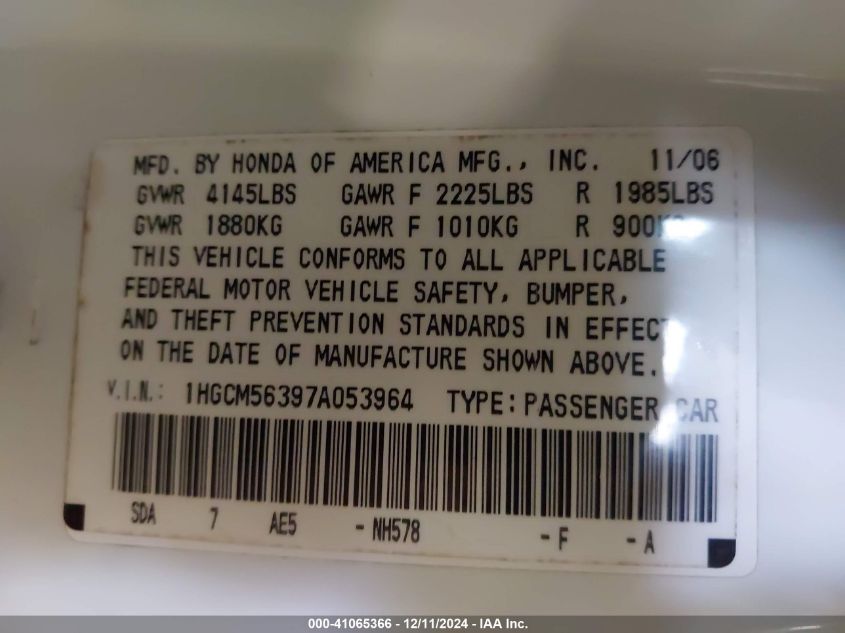 MFD. BY HONDA OF AMERICA MFG., INC. 11/06
GVWR 4145LBS GAWR F 2225LBS R 1985LBS
GVWR 1880KG GAWR F 1010KG R 900KG
THIS VEHICLE CONFORMS TO ALL APPLICABLE
FEDERAL MOTOR VEHICLE SAFETY, BUMPER,
AND THEFT PREVENTION STANDARDS IN EFFECT
ON THE DATE OF MANUFACTURE SHOWN ABOVE.
V.I.N.: 1HGCM56397A053964 TYPE: PASSENGER CAR
SDA 7 AE5 - NH578 - F - A
000-41065366 - 12/11/2024 - IAA Inc.